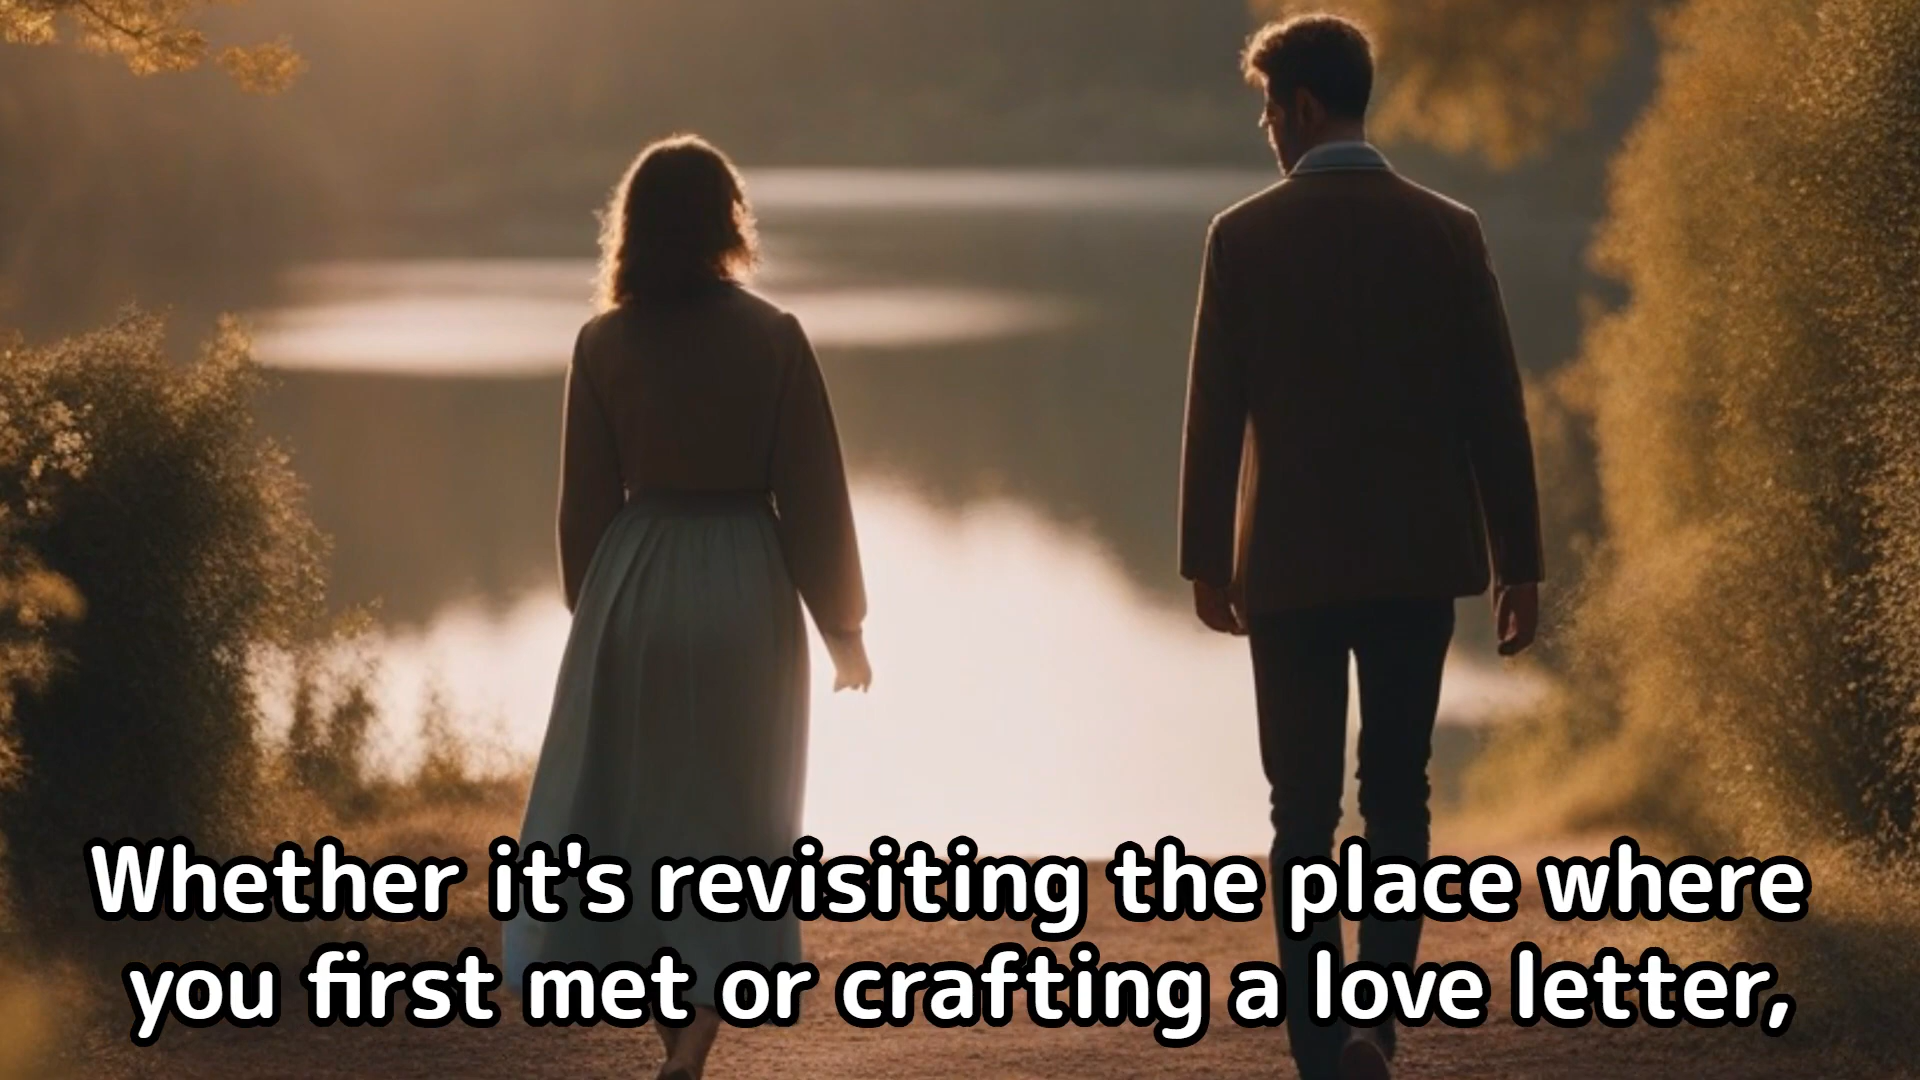 Whether it's revisiting the place where
you first met or crafting a love letter,